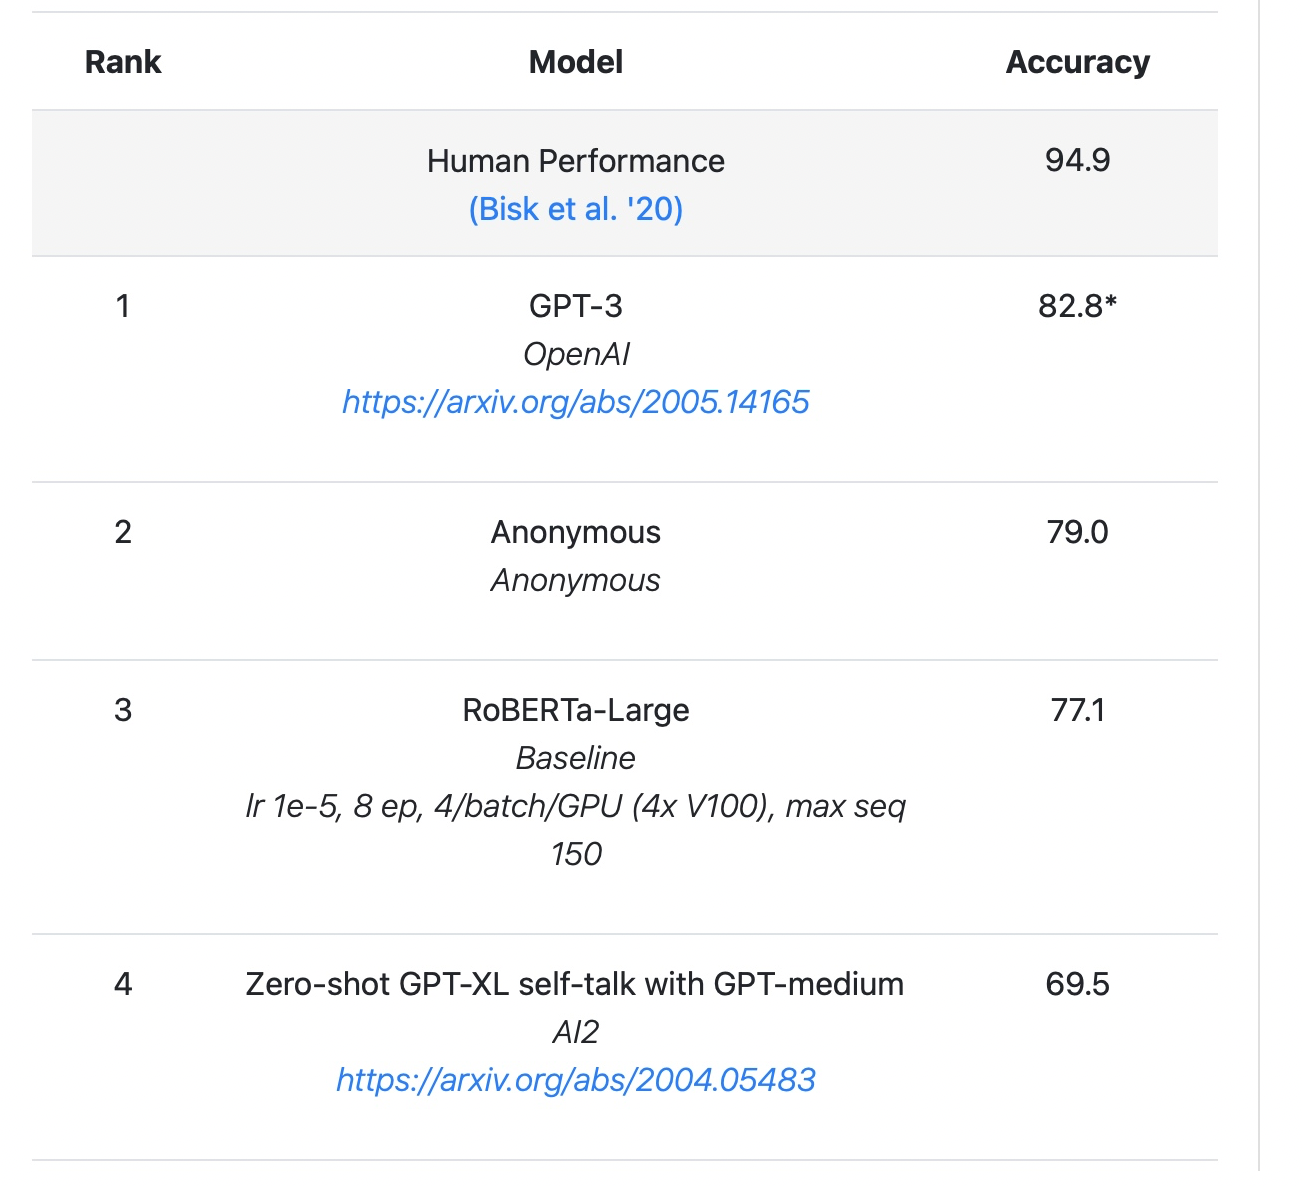 Rank Model Accuracy
Human Performance 94.9
(Bisk et al. '20)
1 GPT-3 82.8*
OpenAI
https://arxiv.org/abs/2005.14165
2 Anonymous 79.0
Anonymous
3 RoBERTa-Large 77.1
Baseline
lr 1e-5, 8 ep, 4/batch/GPU (4x V100), max seq
150
4 Zero-shot GPT-XL self-talk with GPT-medium 69.5
AI2
https://arxiv.org/abs/2004.05483